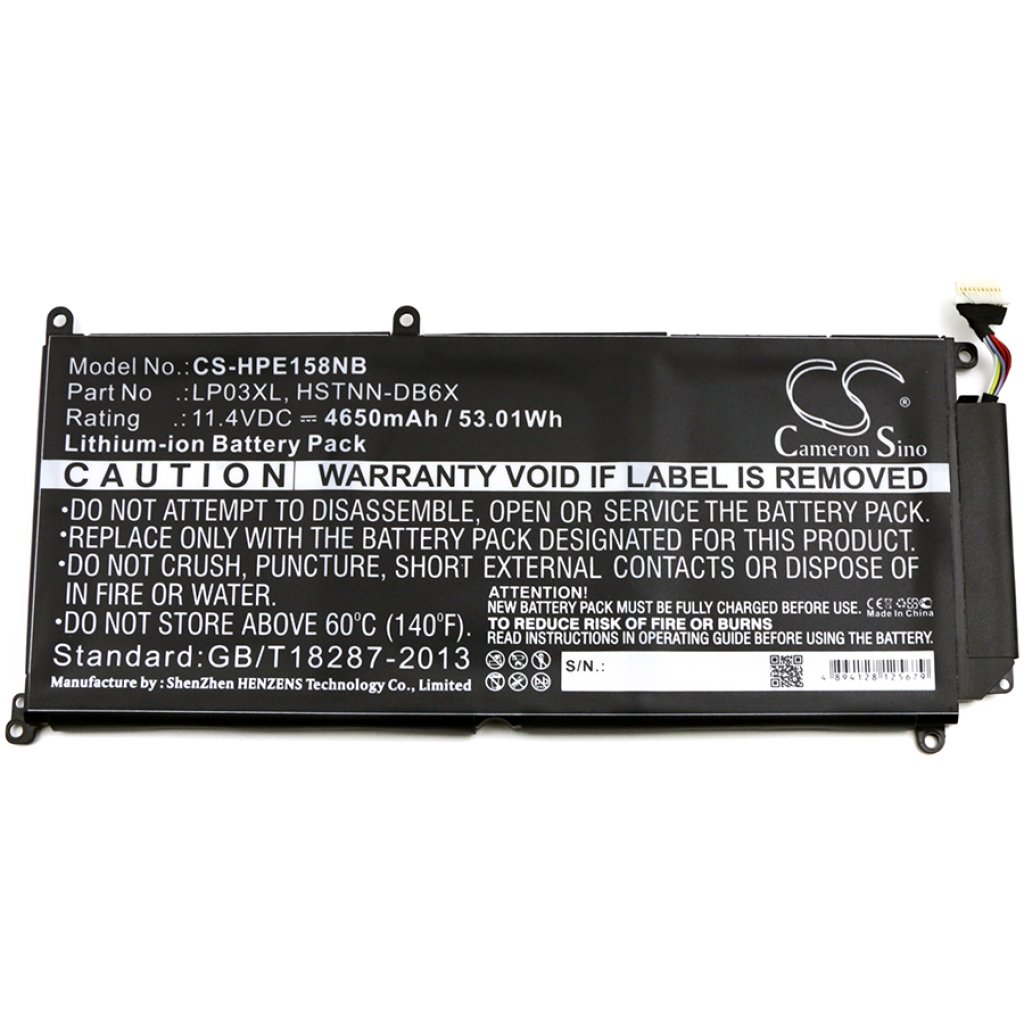 Model No.:CS-HPE158NB
Part No :LP03XL, HSTNN-DB6X
Rating :11.4VDC ⎓ 4650mAh / 53.01Wh
Lithium-ion Battery Pack
CS ®
Cameron Sino
CAUTION WARRANTY VOID IF LABEL IS REMOVED
•DO NOT ATTEMPT TO DISASSEMBLE, OPEN OR SERVICE THE BATTERY PACK.
•REPLACE ONLY WITH THE BATTERY PACK DESIGNATED FOR THIS PRODUCT.
•DO NOT CRUSH, PUNCTURE, SHORT EXTERNAL CONTACTS OR DISPOSE OF
IN FIRE OR WATER.
•DO NOT STORE ABOVE 60°C (140°F).
ATTENTION!
NEW BATTERY PACK MUST BE FULLY CHARGED BEFORE USE.
TO REDUCE RISK OF FIRE OR BURNS
READ INSTRUCTIONS IN OPERATING GUIDE BEFORE USING THE BATTERY.
CE
Made In China
Standard:GB/T18287-2013
Manufacture by : ShenZhen HENZENS Technology Co., Limited
S/N.:
4 894128 125679